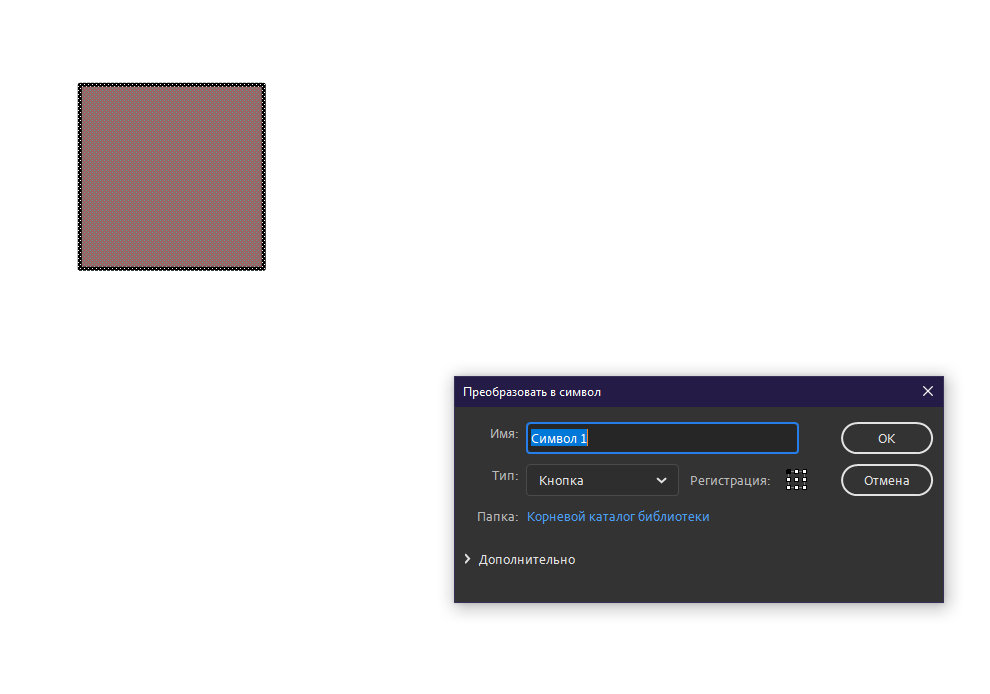 Преобразовать в символ
Имя: Символ 1 OK
Тип: Кнопка Регистрация: Отмена
Папка: Корневой каталог библиотеки
Дополнительно